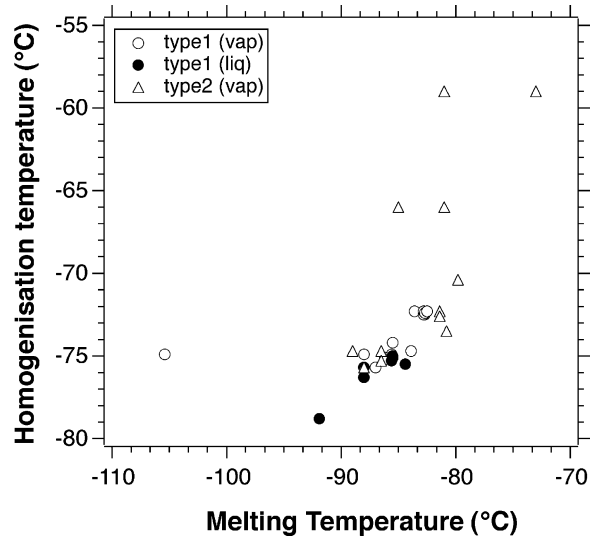 -55
-60
-65
-70
-75
-80
Homogenisation temperature (°C)
type1 (vap)
type1 (liq)
type2 (vap)
-110
-100
-90
-80
-70
Melting Temperature (°C)